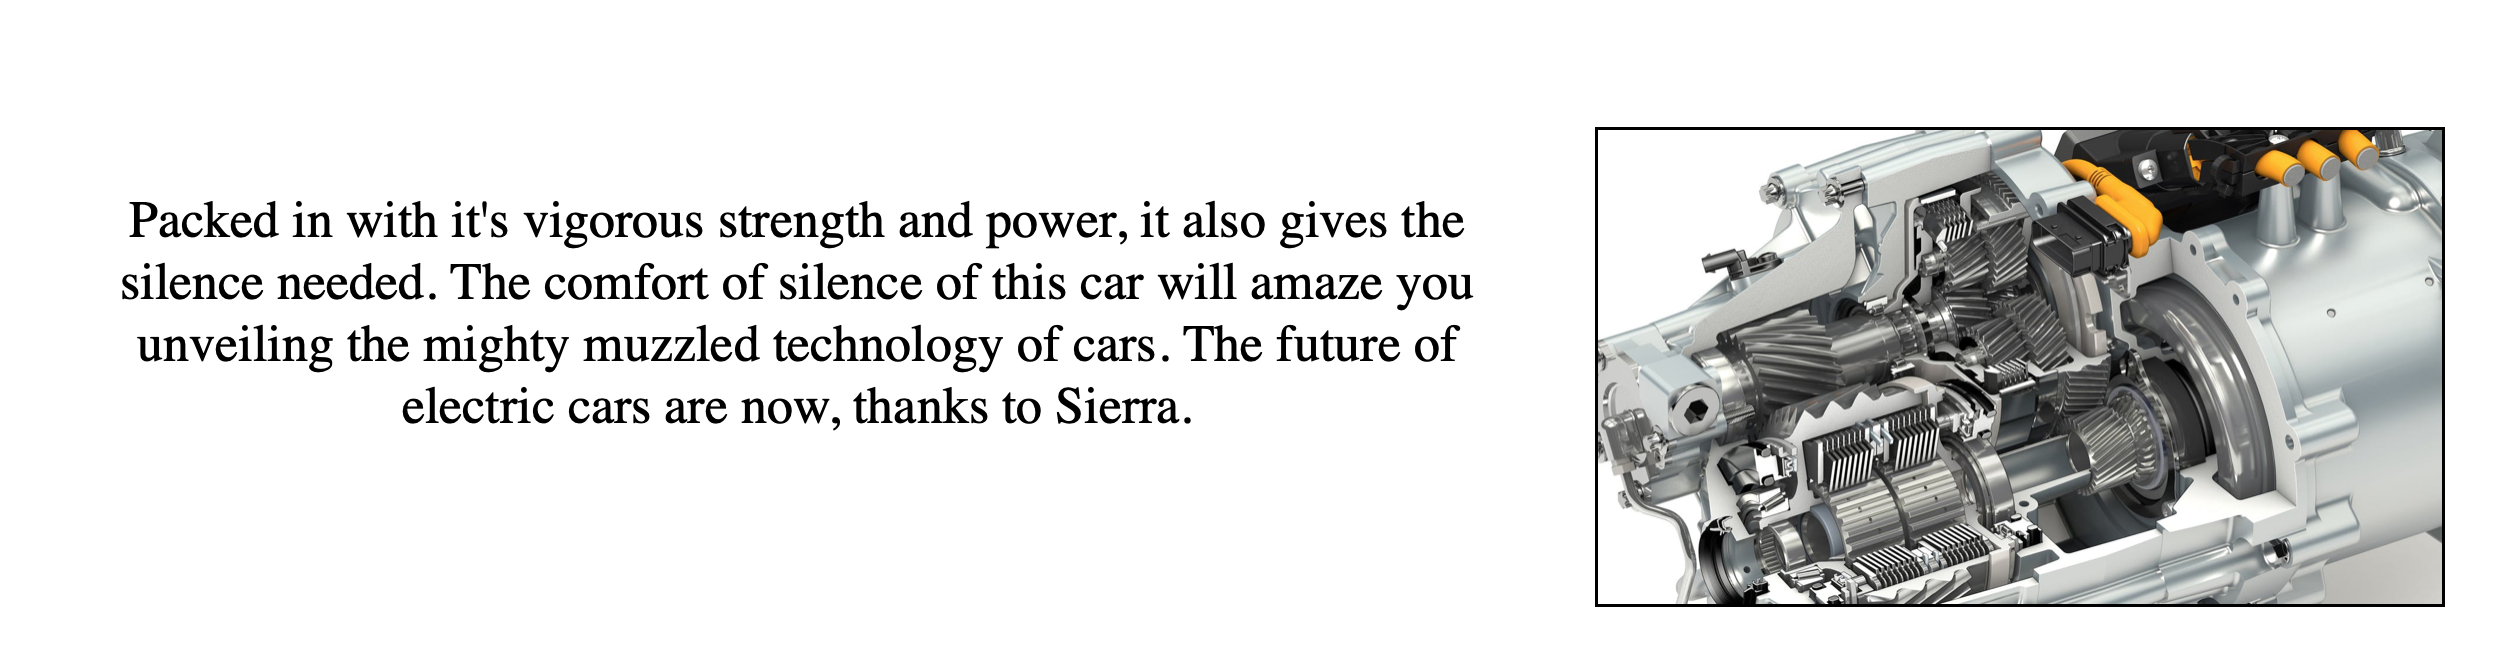 Packed in with it's vigorous strength and power, it also gives the
silence needed. The comfort of silence of this car will amaze you
unveiling the mighty muzzled technology of cars. The future of
electric cars are now, thanks to Sierra.